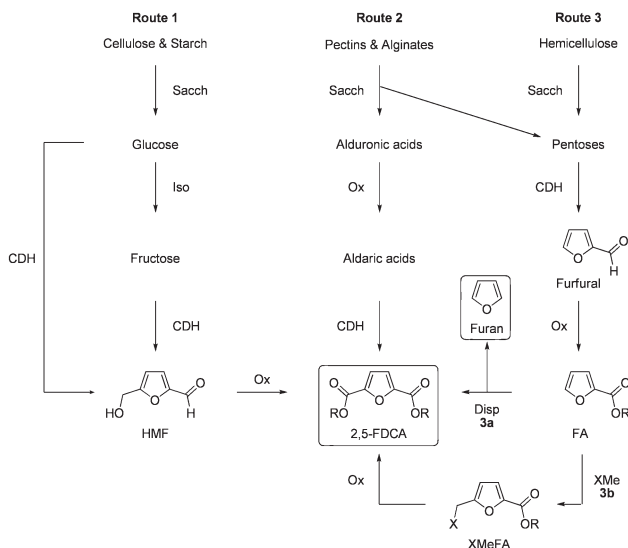 Route 1 Route 2 Route 3
Cellulose & Starch Pectins & Alginates Hemicellulose
Sacch Sacch Sacch
Glucose Alduronic acids Pentoses
Iso Ox CDH
CDH Fructose Aldaric acids
O
O
H
Furfural
O
Furan
CDH CDH Ox
HO
O
O
H
HMF
Ox
O
RO
O
O
OR
2,5-FDCA
Disp
3a
O
O
OR
FA
XMe
3b
Ox
X
O
O
OR
XMeFA